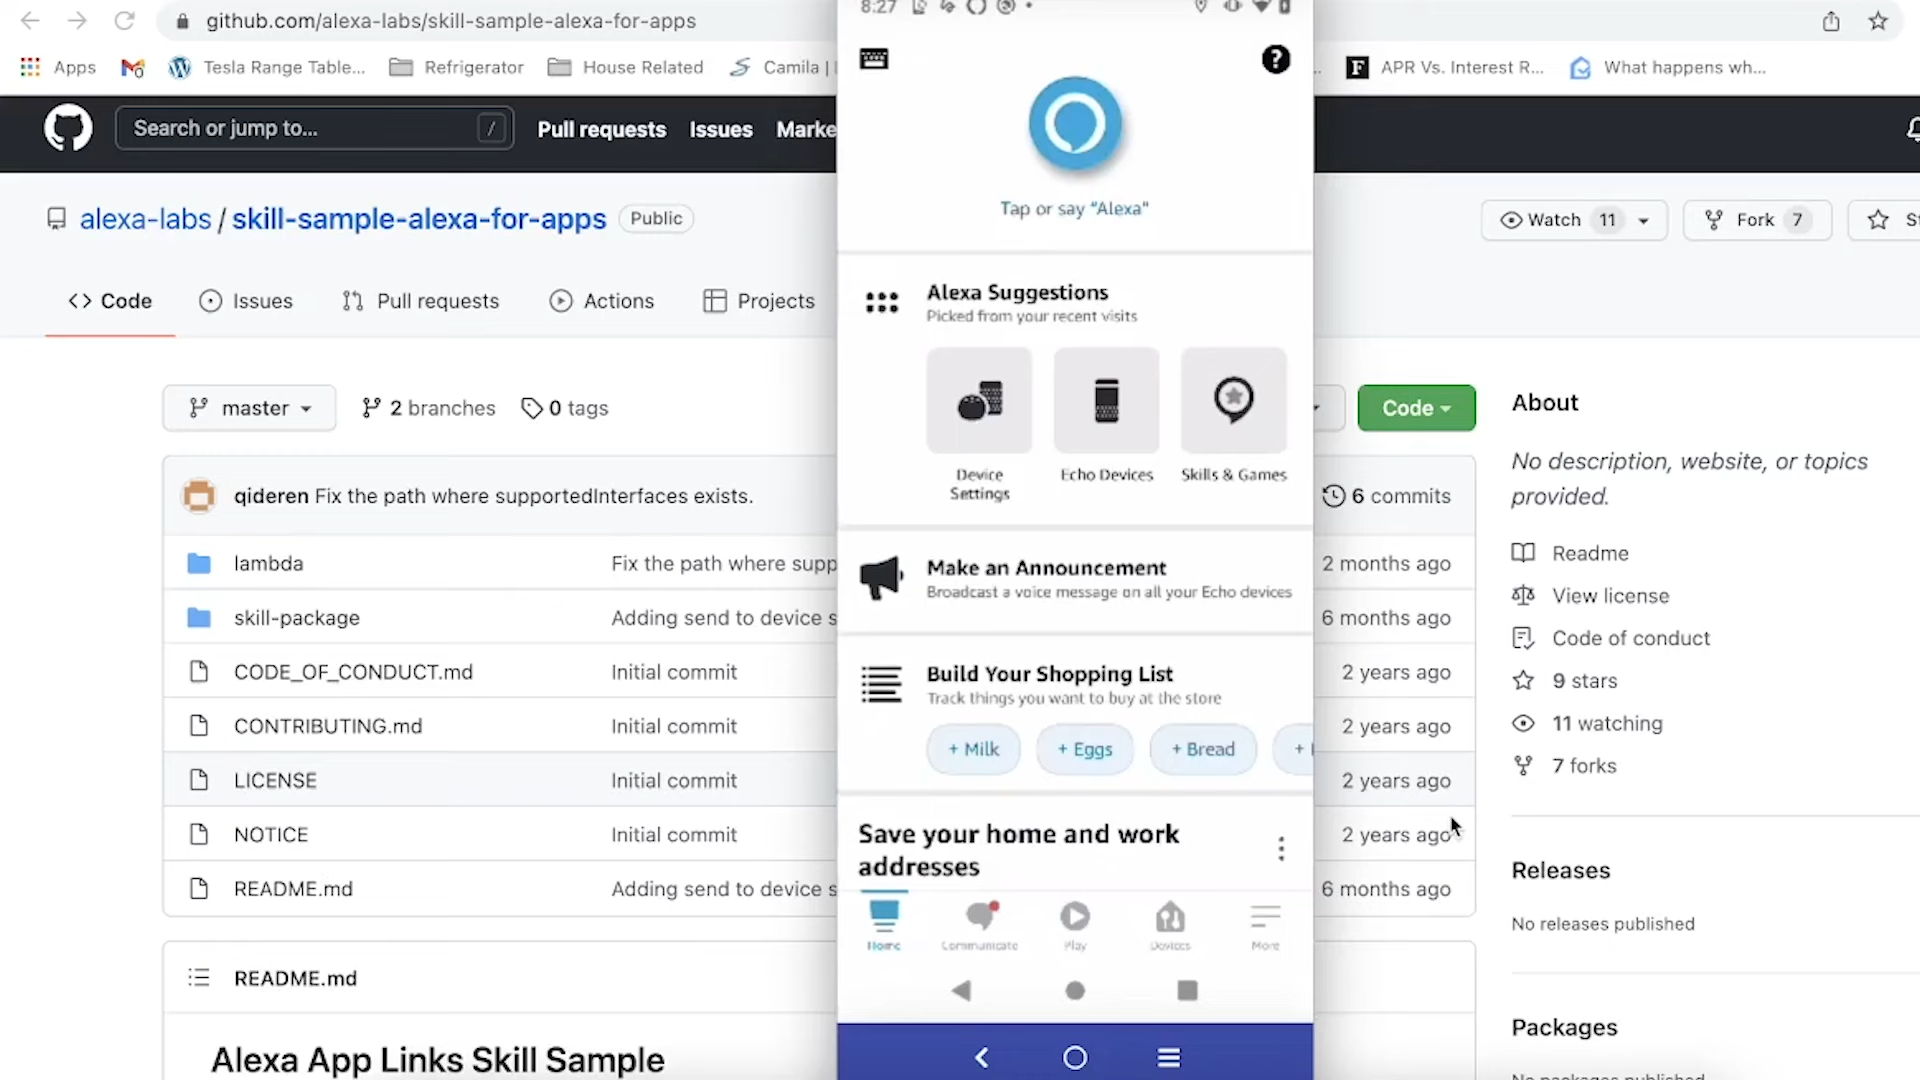 github.com/alexa-labs/skill-sample-alexa-for-apps
Apps
Tesla Range Table...
Refrigerator
House Related
Camila |
APR Vs. Interest R...
What happens wh...
Search or jump to...
/
Pull requests
Issues
alexa-labs / skill-sample-alexa-for-apps
Public
Watch 11
Fork 7
Code
Issues
Pull requests
Actions
Projects
master
2 branches
0 tags
Code
qideren Fix the path where supportedInterfaces exists.
6 commits
lambda
Fix the path where
2 months ago
skill-package
Adding send to device
6 months ago
CODE_OF_CONDUCT.md
Initial commit
2 years ago
CONTRIBUTING.md
Initial commit
2 years ago
LICENSE
Initial commit
2 years ago
NOTICE
Initial commit
2 years ago
README.md
Adding send to device
6 months ago
README.md
Alexa App Links Skill Sample
8:27
Tap or say "Alexa"
Alexa Suggestions
Picked from your recent visits
Device
Settings
Echo Devices
Skills & Games
Make an Announcement
Broadcast a voice message on all your Echo devices
Build Your Shopping List
Track things you want to buy at the store
+ Milk
+ Eggs
+ Bread
+
Save your home and work
addresses
Home
Communicate
Play
Devices
More
About
No description, website, or topics
provided.
Readme
View license
Code of conduct
9 stars
11 watching
7 forks
Releases
No releases published
Packages